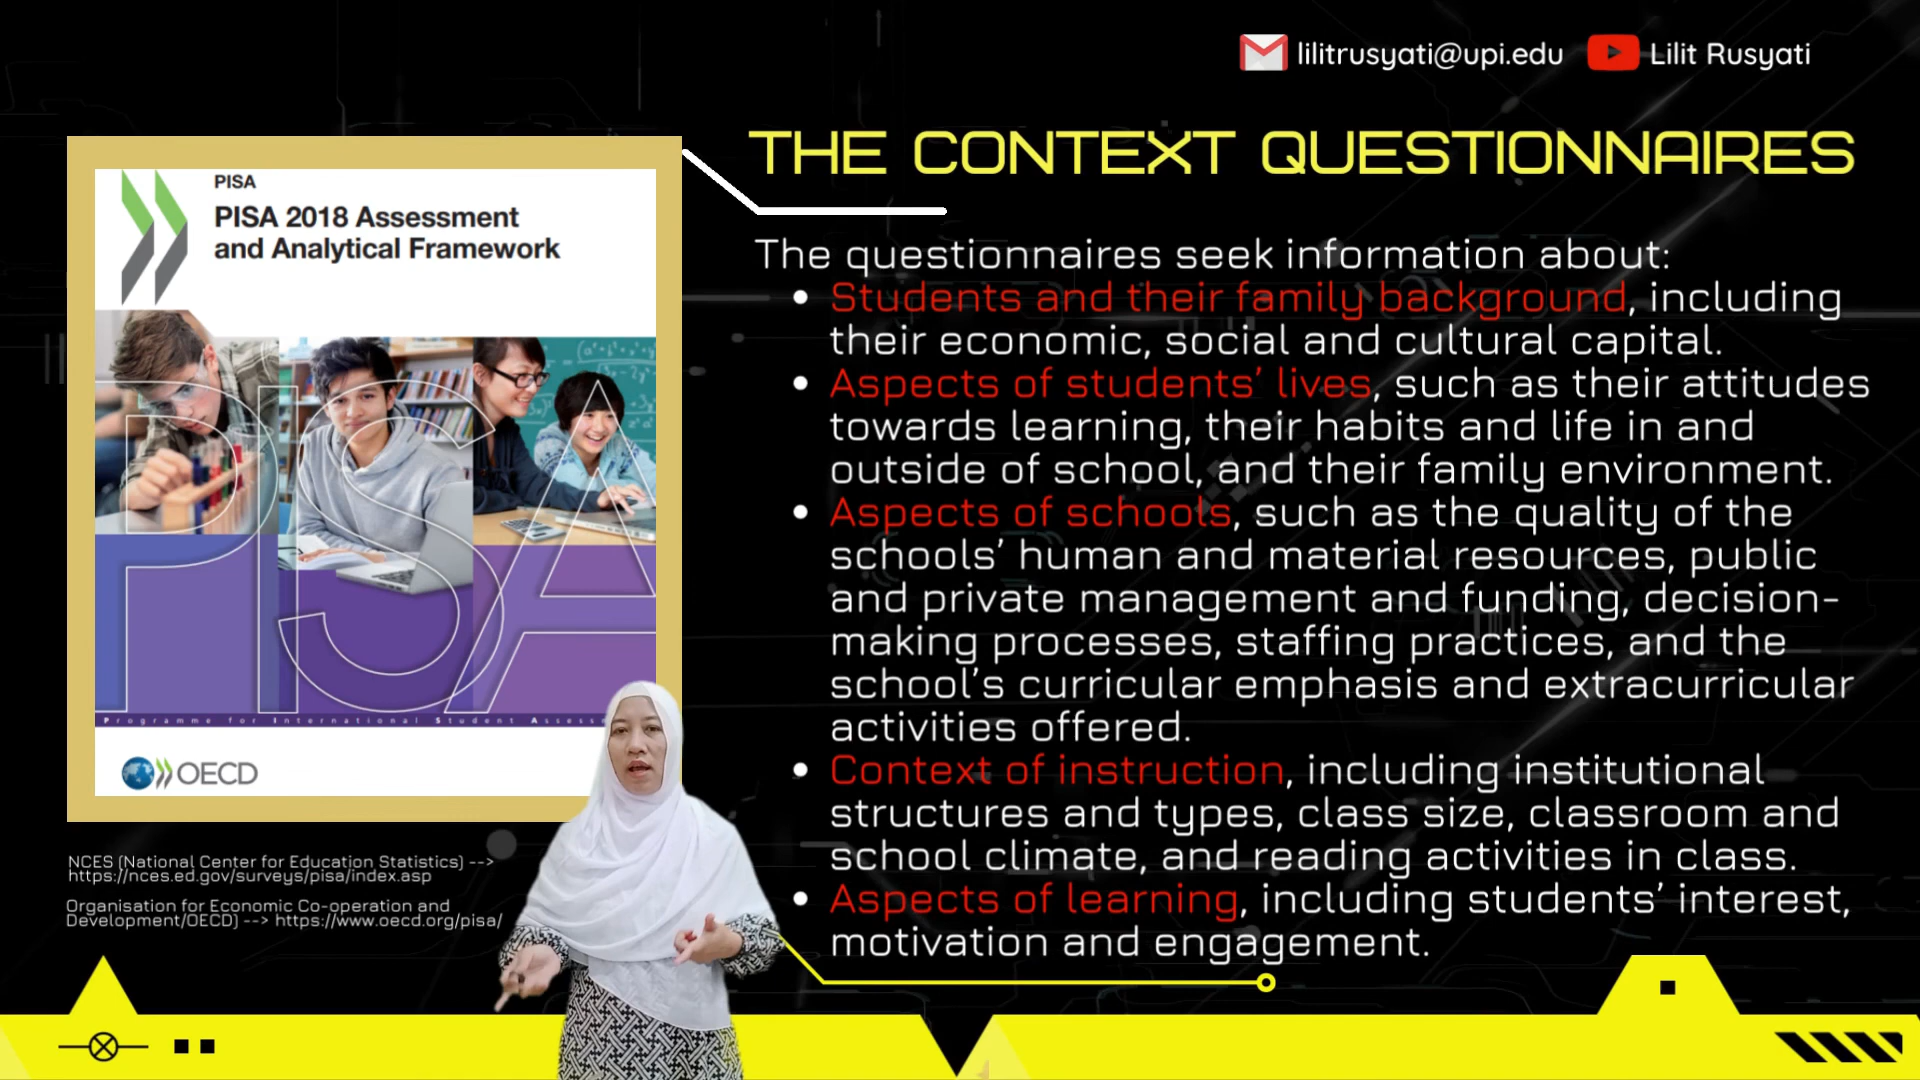 lilitrusyati@upi.edu
Lilit Rusyati
THE CONTEXT QUESTIONNAIRES
PISA
PISA 2018 Assessment
and Analytical Framework
PISA
Programme for International Student Assess
OECD
NCES (National Center for Education Statistics) -->
https://nces.ed.gov/surveys/pisa/index.asp
Organisation for Economic Co-operation and
Development/OECD) --> https://www.oecd.org/pisa/
The questionnaires seek information about:
• Students and their family background, including
their economic, social and cultural capital.
• Aspects of students' lives, such as their attitudes
towards learning, their habits and life in and
outside of school, and their family environment.
• Aspects of schools, such as the quality of the
schools' human and material resources, public
and private management and funding, decision-
making processes, staffing practices, and the
school's curricular emphasis and extracurricular
activities offered.
• Context of instruction, including institutional
structures and types, class size, classroom and
school climate, and reading activities in class.
• Aspects of learning, including students' interest,
motivation and engagement.